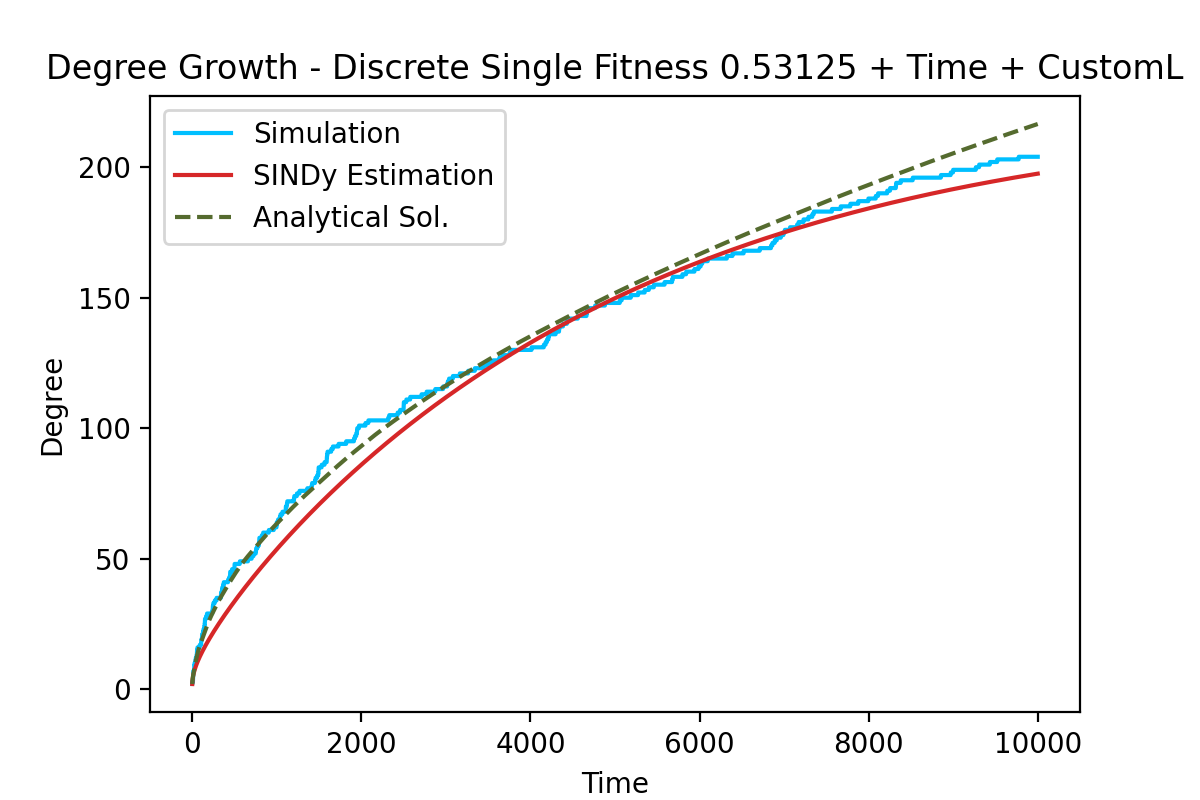 Degree Growth - Discrete Single Fitness 0.53125 + Time + CustomL
Simulation
SINDy Estimation
Analytical Sol.
200
150
100
50
0
Degree
0 2000 4000 6000 8000 10000
Time